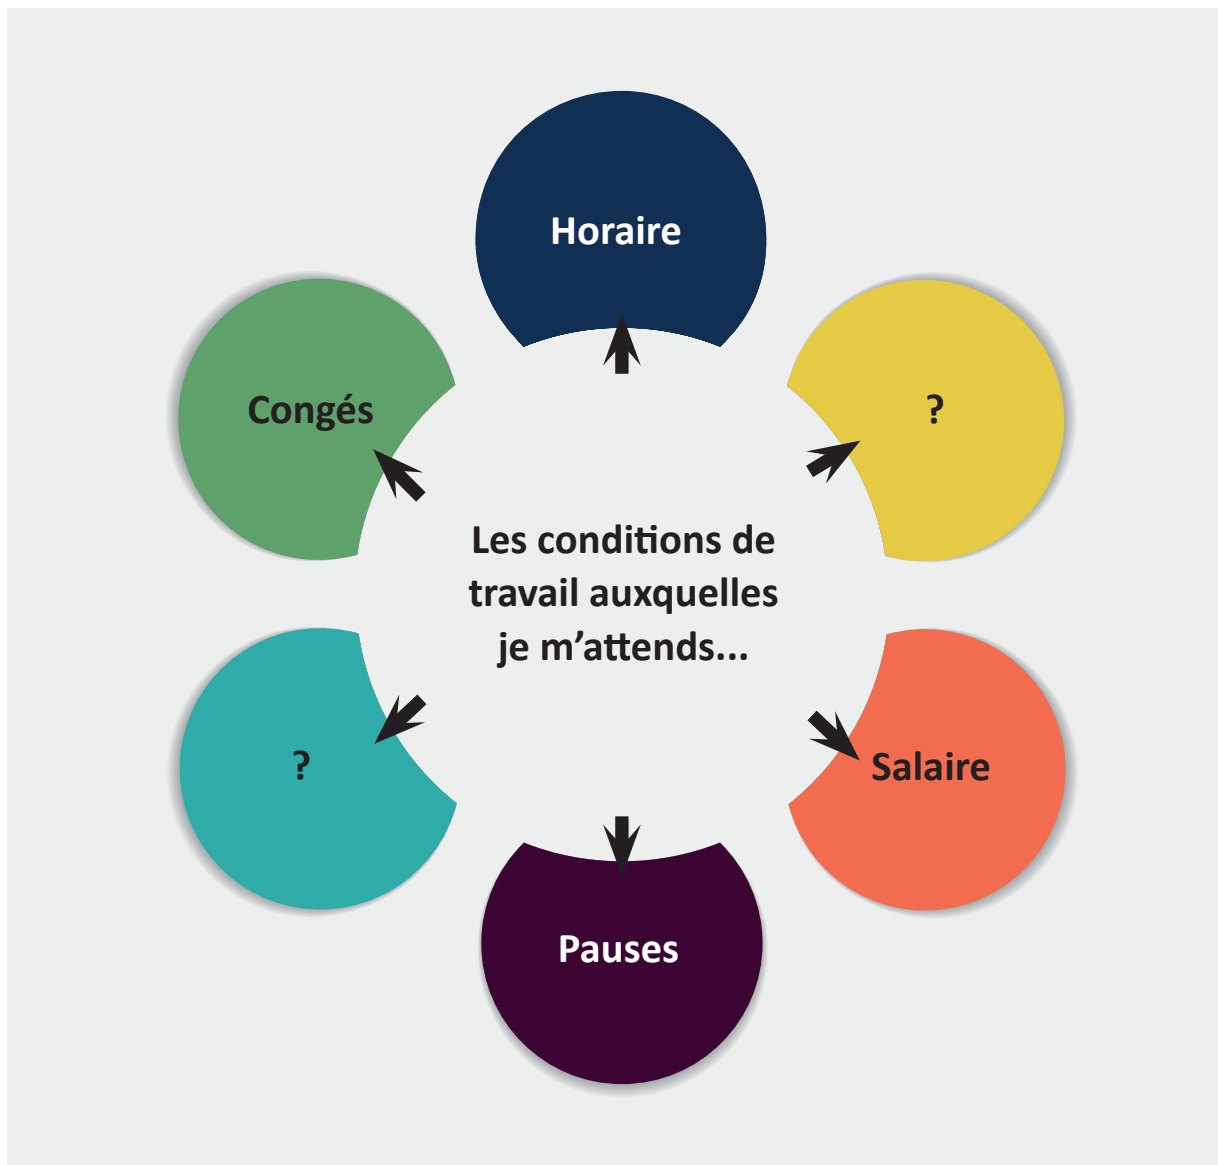 Horaire
Congés
?
Les conditions de
travail auxquelles
je m’attends...
?
Salaire
Pauses